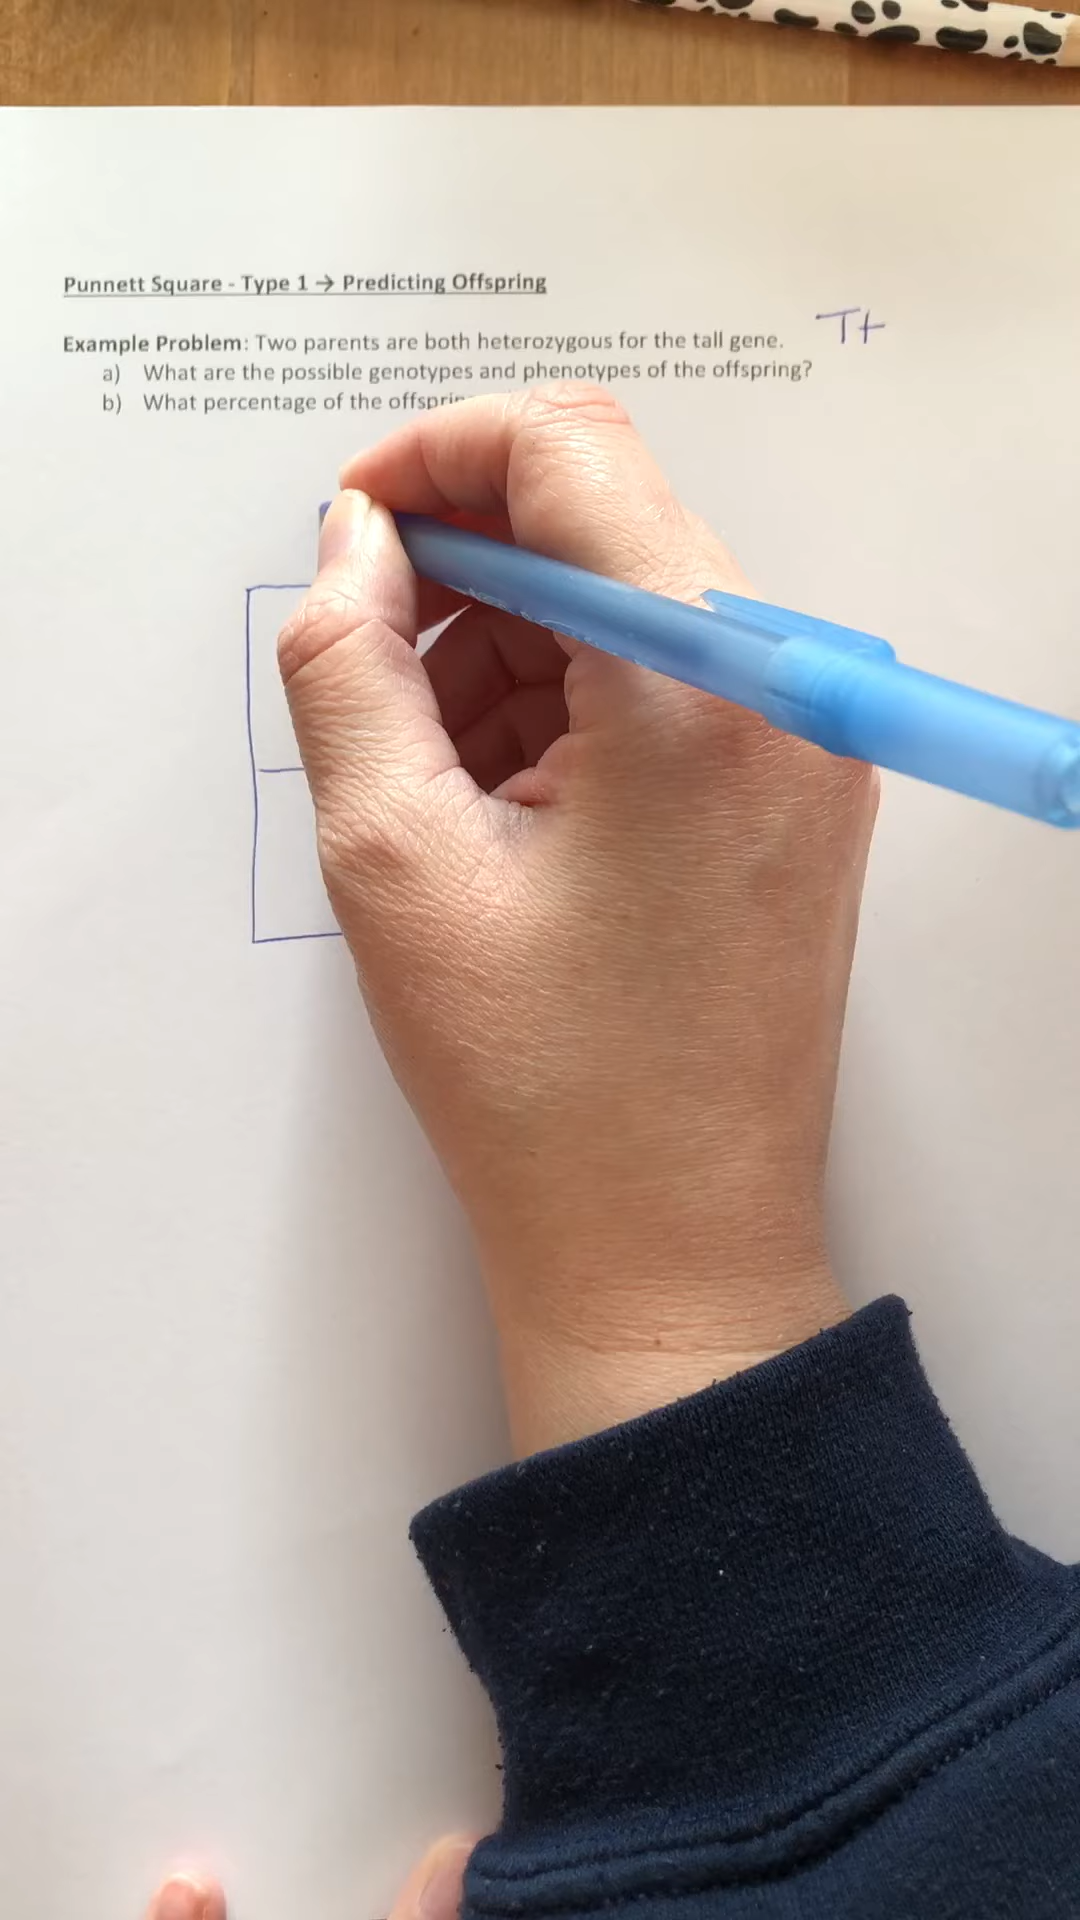 Punnett Square - Type 1 → Predicting Offspring
Example Problem: Two parents are both heterozygous for the tall gene. Tt
a) What are the possible genotypes and phenotypes of the offspring?
b) What percentage of the